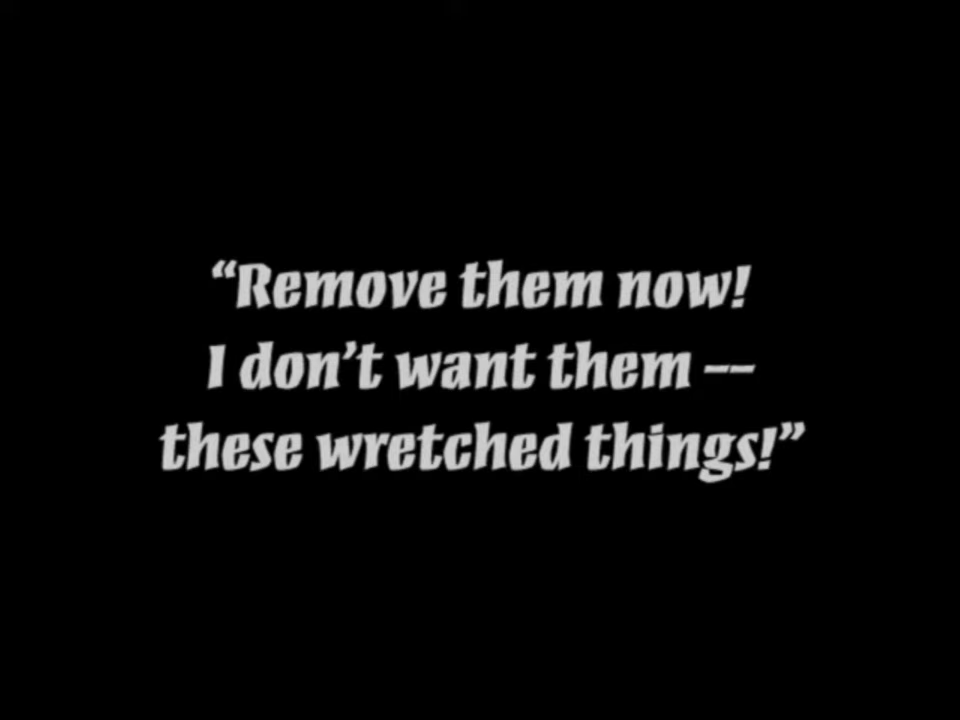 “Remove them now!
I don’t want them --
these wretched things!”